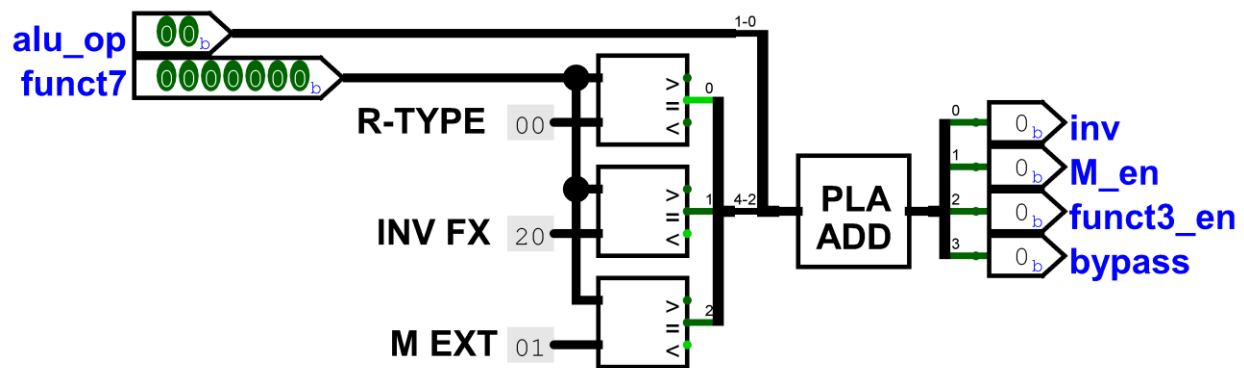 alu_op 00b 1-0
funct7 0000000b
> = < 0
R-TYPE 00
> = < 1 4-2
INV FX 20
> = < 2
M EXT 01
PLA
ADD
0 0b inv
1 0b M_en
2 0b funct3_en
3 0b bypass